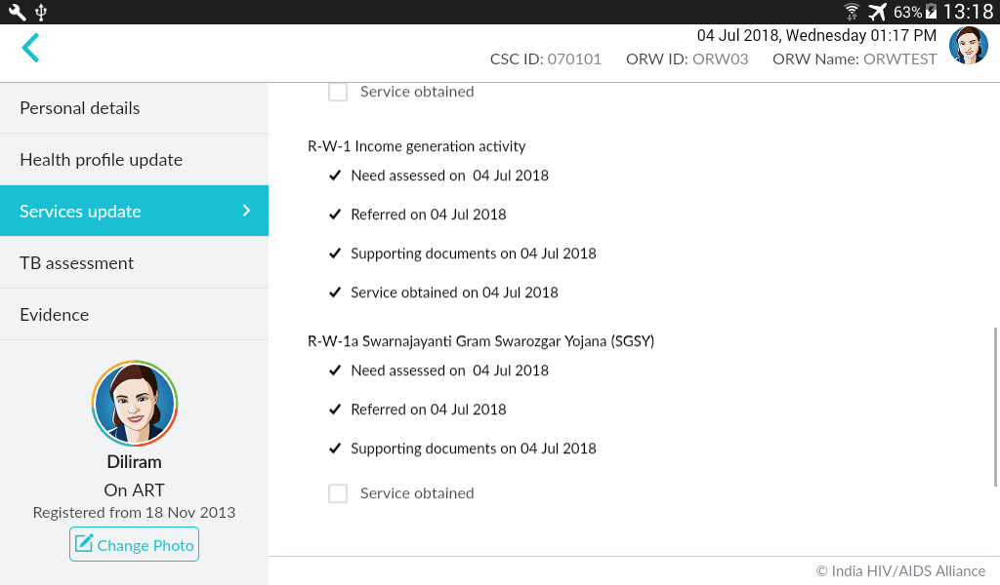 63% 13:18
04 Jul 2018, Wednesday 01:17 PM
CSC ID: 070101 ORW ID: ORW03 ORW Name: ORWTEST
Personal details
Health profile update
Services update
TB assessment
Evidence
Diliram
On ART
Registered from 18 Nov 2013
Change Photo
Service obtained
R-W-1 Income generation activity
Need assessed on 04 Jul 2018
Referred on 04 Jul 2018
Supporting documents on 04 Jul 2018
Service obtained on 04 Jul 2018
R-W-1a Swarnajayanti Gram Swarozgar Yojana (SGSY)
Need assessed on 04 Jul 2018
Referred on 04 Jul 2018
Supporting documents on 04 Jul 2018
Service obtained
© India HIV/AIDS Alliance